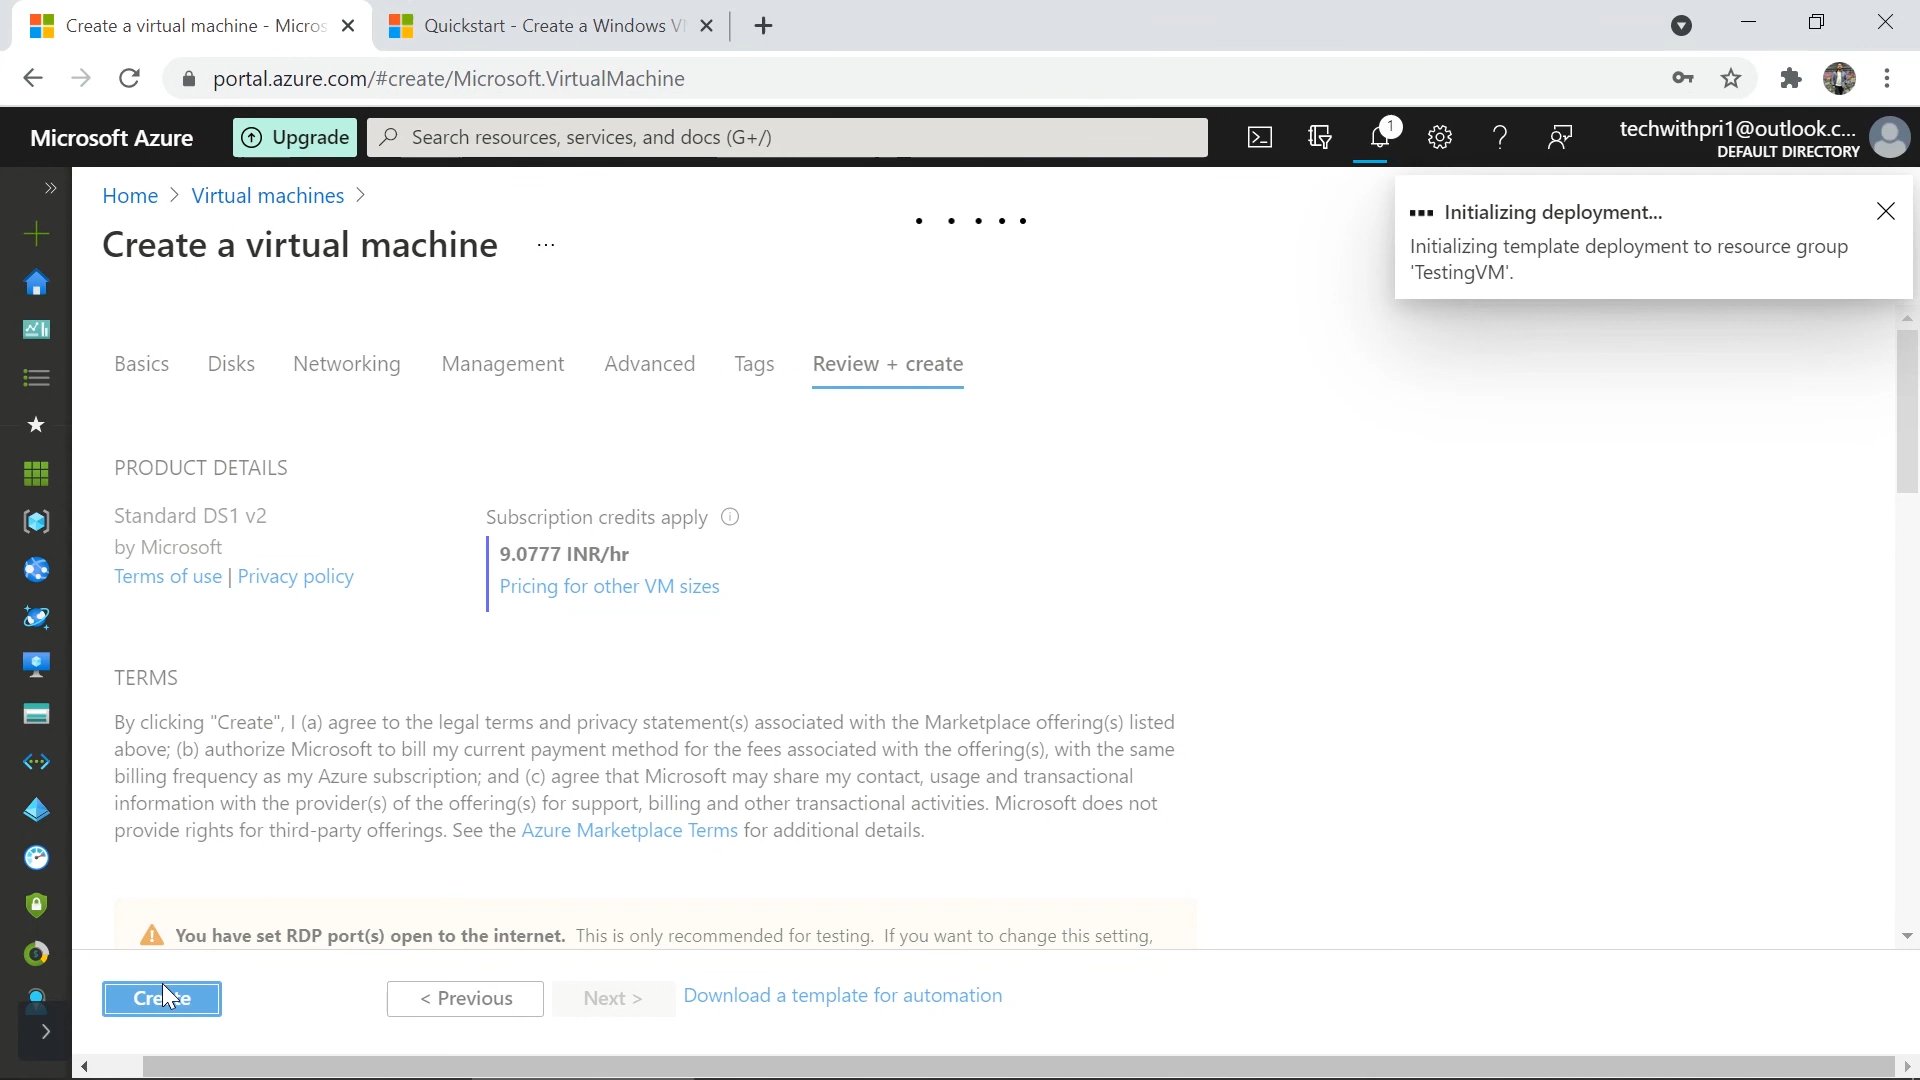 Create a virtual machine - Micros
Quickstart - Create a Windows V
portal.azure.com/#create/Microsoft.VirtualMachine
Microsoft Azure
Upgrade
Search resources, services, and docs (G+/)
1
techwithpri1@outlook.c...
DEFAULT DIRECTORY
Home > Virtual machines >
Create a virtual machine ...
Initializing deployment...
Initializing template deployment to resource group
'TestingVM'.
Basics Disks Networking Management Advanced Tags Review + create
PRODUCT DETAILS
Standard DS1 v2
by Microsoft
Terms of use | Privacy policy
Subscription credits apply
9.0777 INR/hr
Pricing for other VM sizes
TERMS
By clicking "Create", I (a) agree to the legal terms and privacy statement(s) associated with the Marketplace offering(s) listed
above; (b) authorize Microsoft to bill my current payment method for the fees associated with the offering(s), with the same
billing frequency as my Azure subscription; and (c) agree that Microsoft may share my contact, usage and transactional
information with the provider(s) of the offering(s) for support, billing and other transactional activities. Microsoft does not
provide rights for third-party offerings. See the Azure Marketplace Terms for additional details.
You have set RDP port(s) open to the internet. This is only recommended for testing. If you want to change this setting,
Create
< Previous
Next >
Download a template for automation